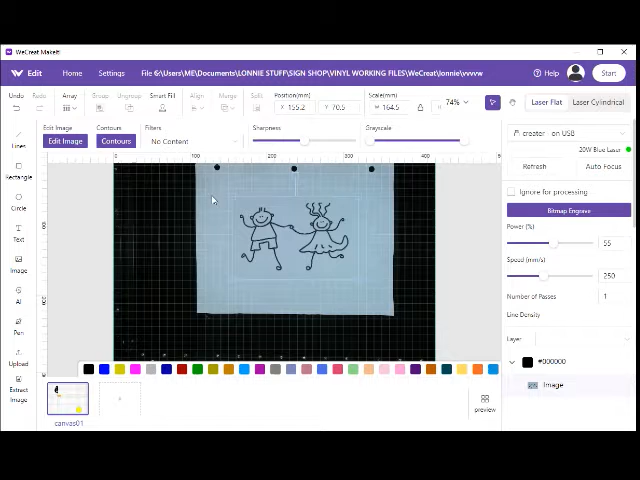 WeCreat MakeIt!
Edit Home Settings File G:\Users\ME\Documents\LONNIE STUFF\SIGN SHOP\VINYL WORKING FILES\WeCreat\lonnie\vvvvw Help Start
Undo Redo Array Group Ungroup Smart Fill Align Merge Split Position(mm) Scale(mm)
X 155.2 Y 70.5 W 164.5 H 74% Laser Flat Laser Cylindrical
Edit Image Contours Filters Sharpness Grayscale
Edit Image Contours No Content
creater - on USB
20W Blue Laser
0 100 200 300 400
Refresh Auto Focus
Lines
Rectangle
Circle
Text
Image
AI
Pen
Upload
Extract Image
Ignore for processing
Bitmap Engrave
Power (%) 55
Speed (mm/s) 250
Number of Passes 1
Line Density
Layer
#000000
Image
preview
canvas01